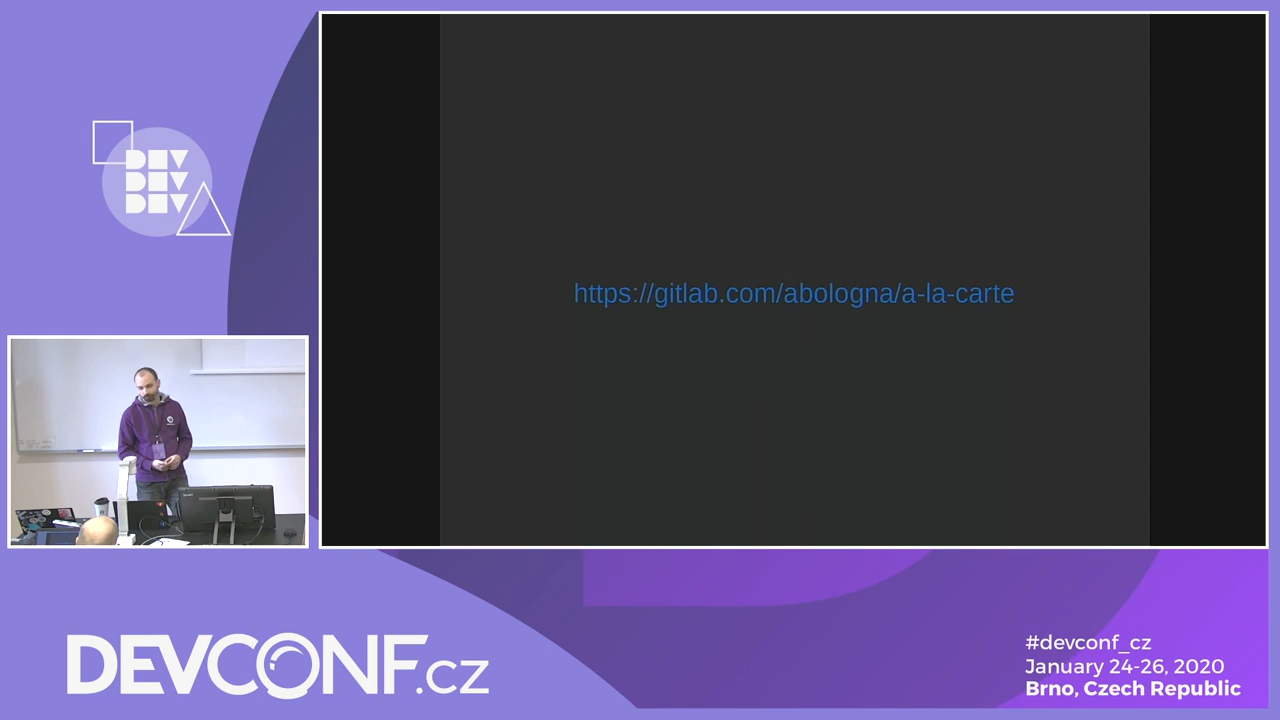 DEV
DEV
DEV
https://gitlab.com/abologna/a-la-carte
DEVCONF.cz
#devconf_cz
January 24-26, 2020
Brno, Czech Republic